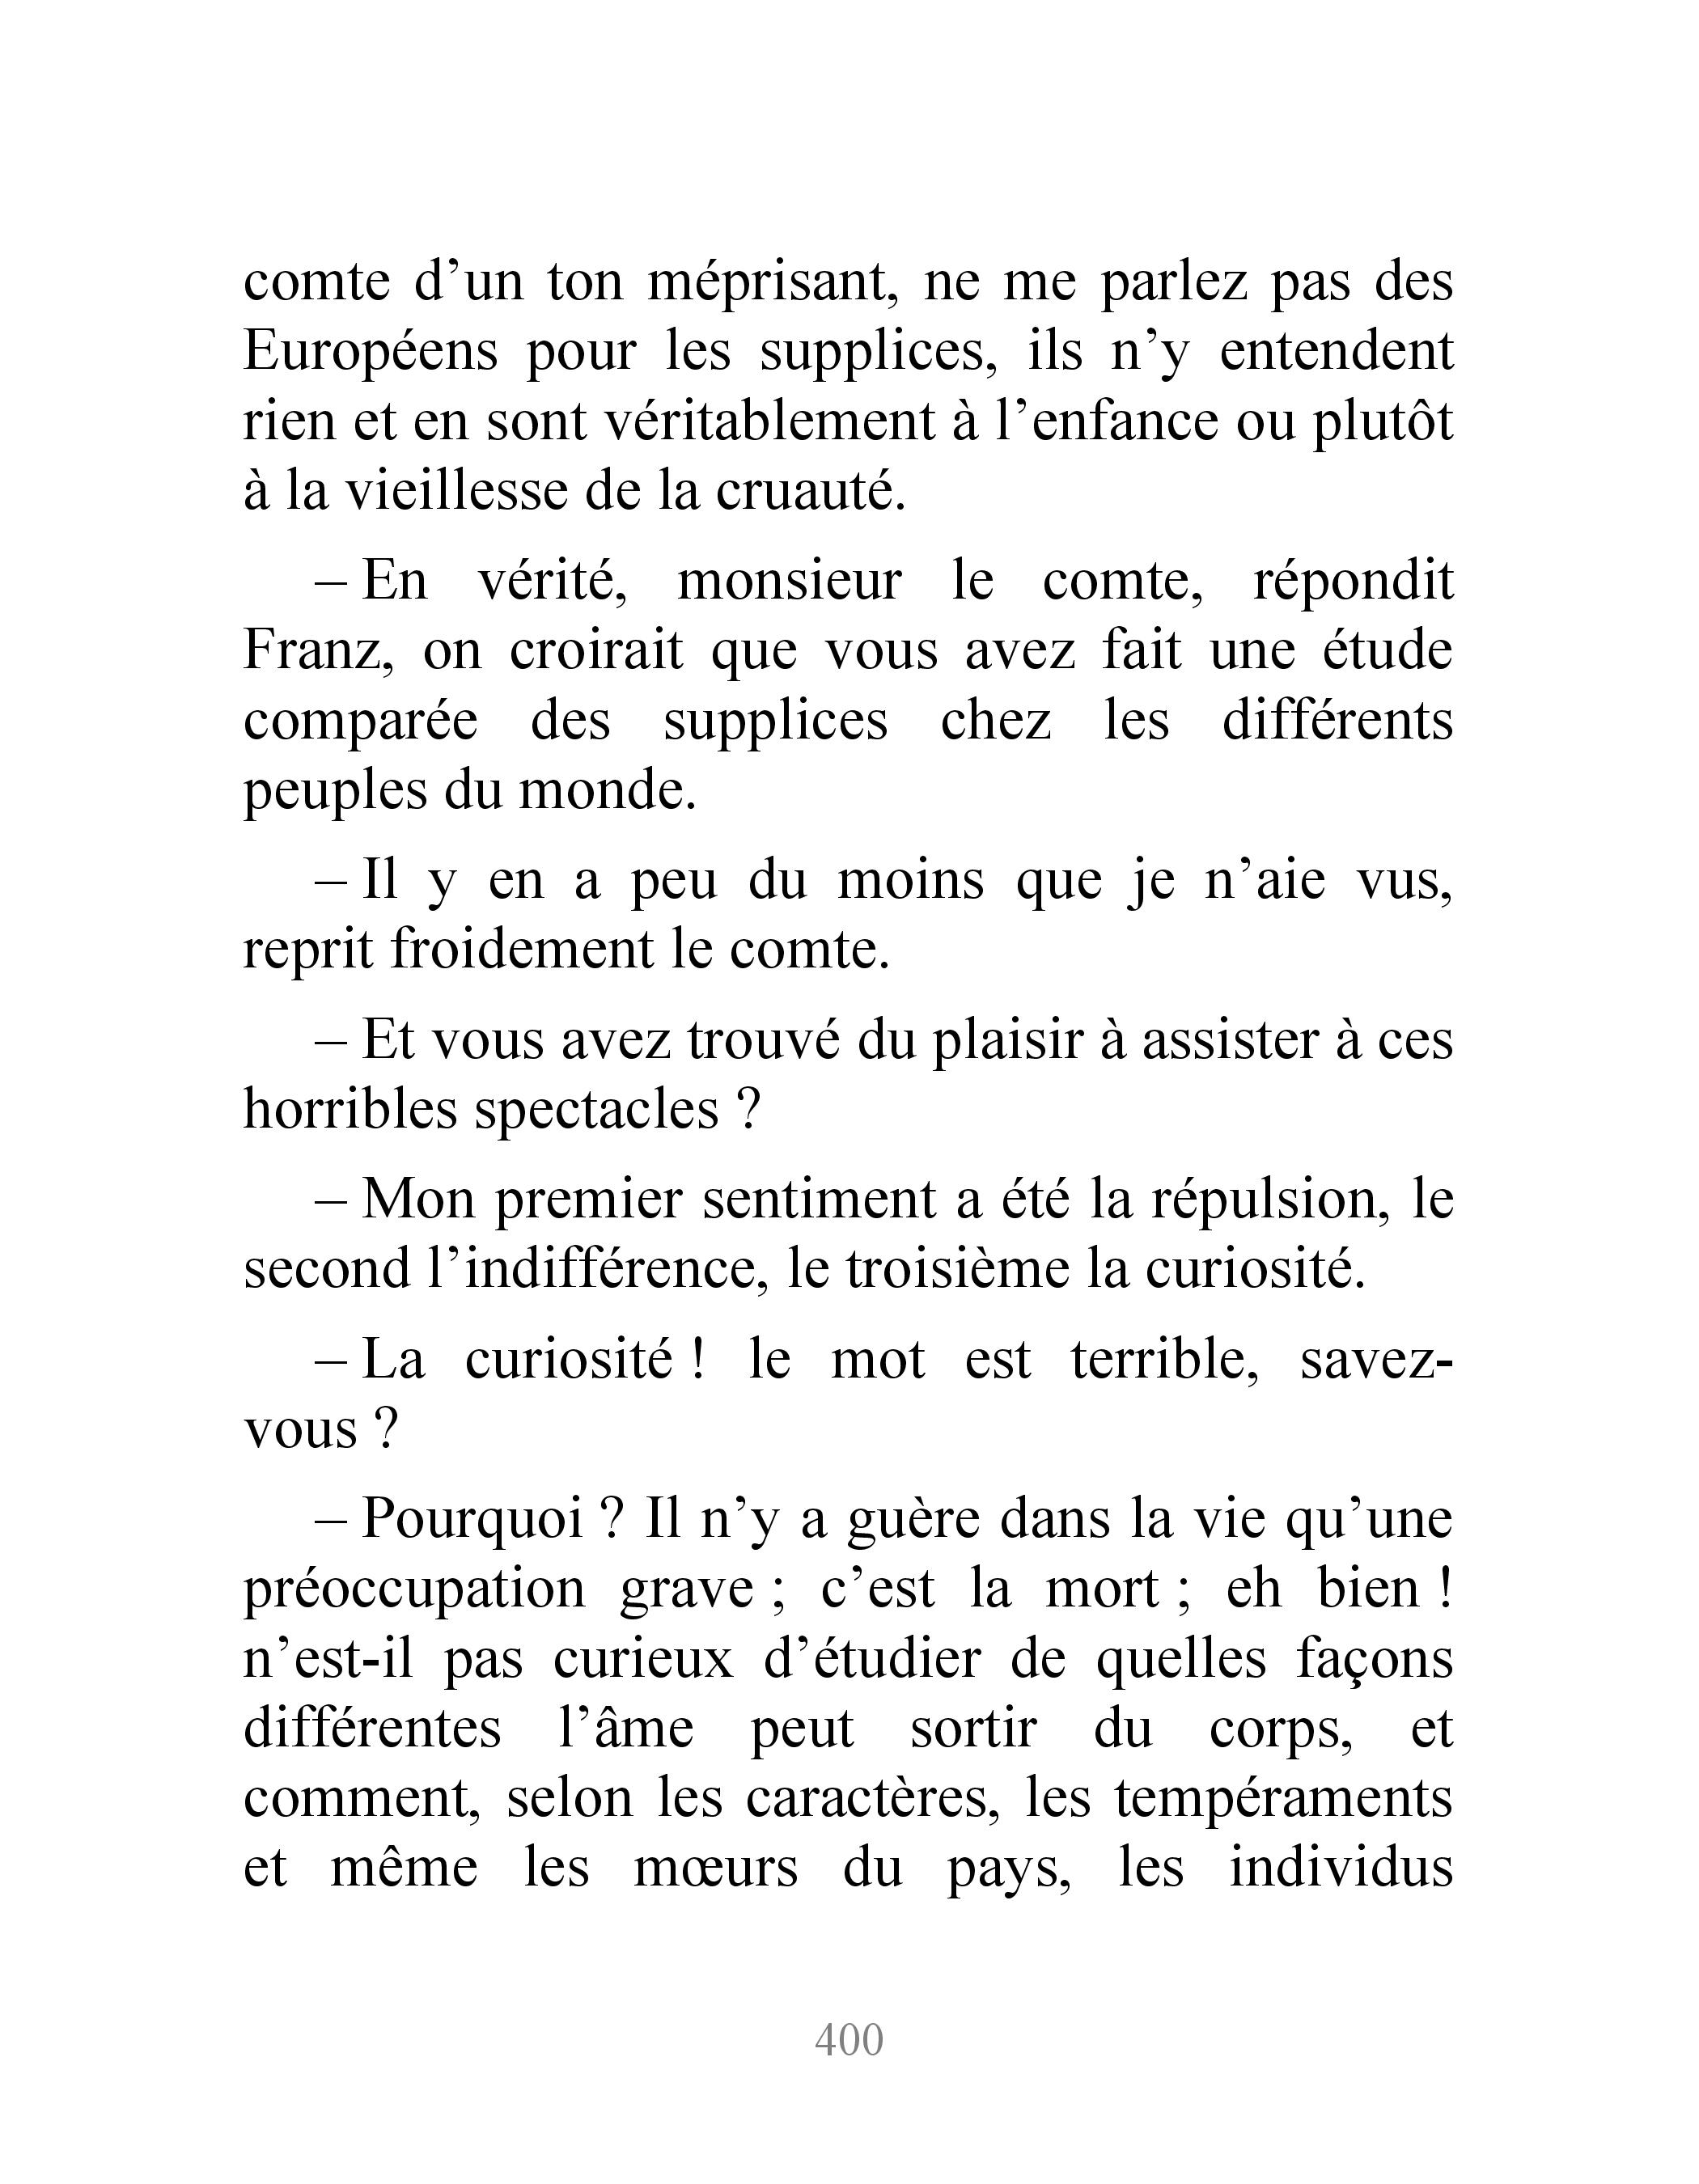 comte d’un ton méprisant, ne me parlez pas des
Européens pour les supplices, ils n’y entendent
rien et en sont véritablement à l’enfance ou plutôt
à la vieillesse de la cruauté.
– En vérité, monsieur le comte, répondit
Franz, on croirait que vous avez fait une étude
comparée des supplices chez les différents
peuples du monde.
– Il y en a peu du moins que je n’aie vus,
reprit froidement le comte.
– Et vous avez trouvé du plaisir à assister à ces
horribles spectacles ?
– Mon premier sentiment a été la répulsion, le
second l’indifférence, le troisième la curiosité.
– La curiosité ! le mot est terrible, savez-
vous ?
– Pourquoi ? Il n’y a guère dans la vie qu’une
préoccupation grave ; c’est la mort ; eh bien !
n’est-il pas curieux d’étudier de quelles façons
différentes l’âme peut sortir du corps, et
comment, selon les caractères, les tempéraments
et même les mœurs du pays, les individus
400